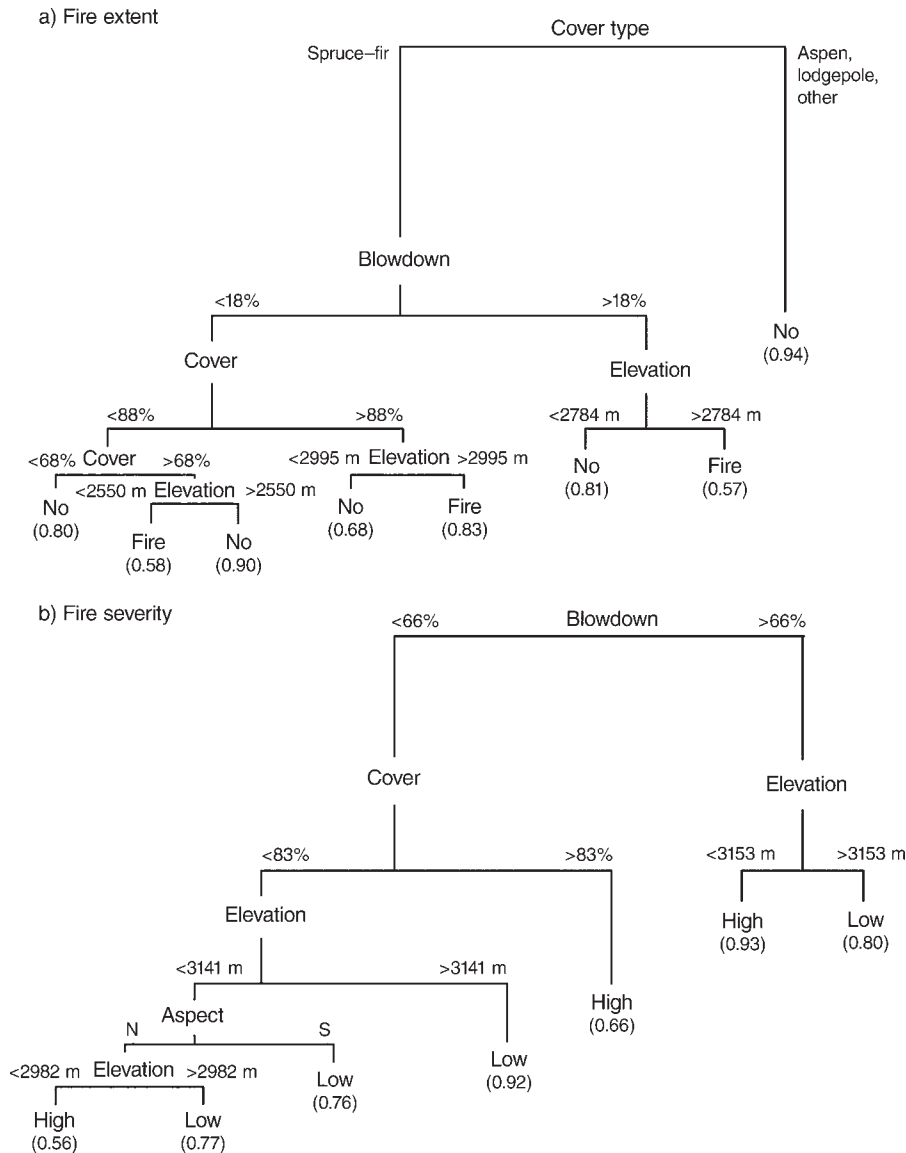 a) Fire extent
Cover type
Spruce–fir
Aspen,
lodgepole,
other
Blowdown
<18% >18%
Cover
Elevation
No
(0.94)
<88% >88%
<2784 m >2784 m
<68% Cover >68%
<2995 m Elevation >2995 m
No
(0.81)
Fire
(0.57)
<2550 m Elevation >2550 m
No
(0.80)
No
(0.68)
Fire
(0.83)
Fire
(0.58)
No
(0.90)
b) Fire severity
<66% Blowdown >66%
Cover
Elevation
<83% >83%
<3153 m >3153 m
Elevation
High
(0.93)
Low
(0.80)
<3141 m >3141 m
High
(0.66)
Aspect
N S
Low
(0.92)
<2982 m Elevation >2982 m
Low
(0.76)
High
(0.56)
Low
(0.77)